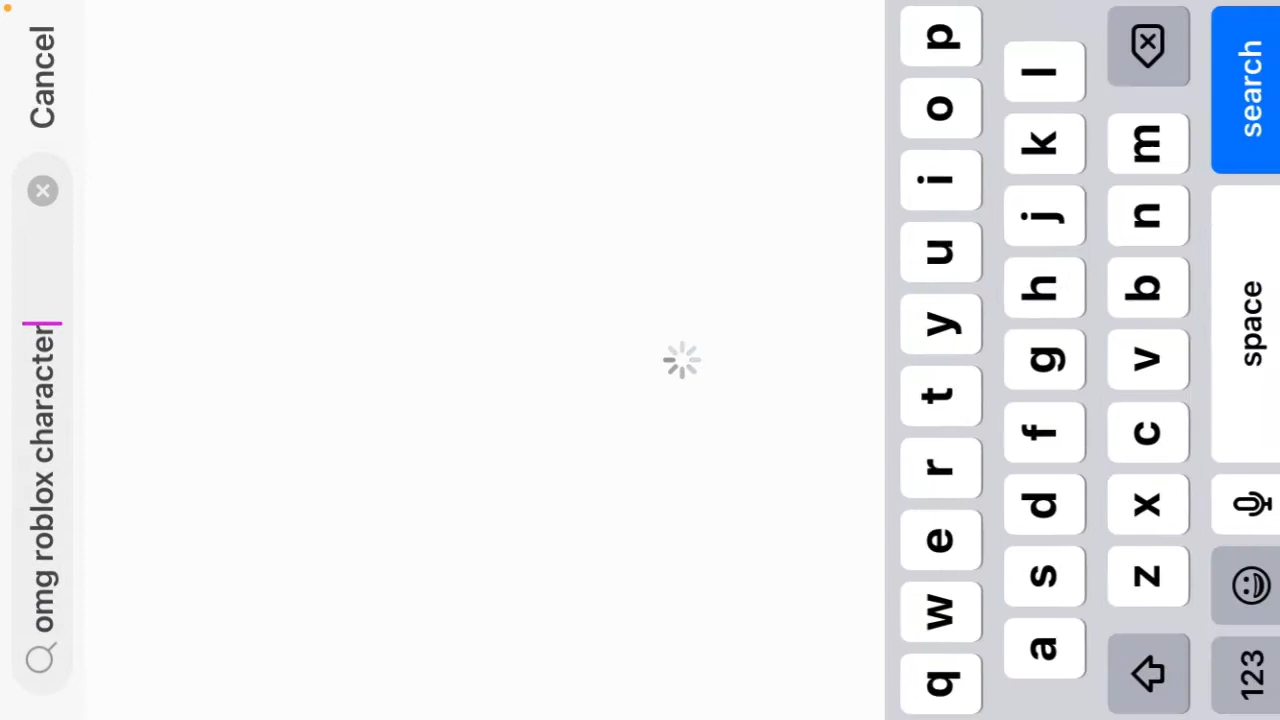 omg roblox character
Cancel
q w e r t y u i o p
a s d f g h j k l
z x c v b n m
123
space
search